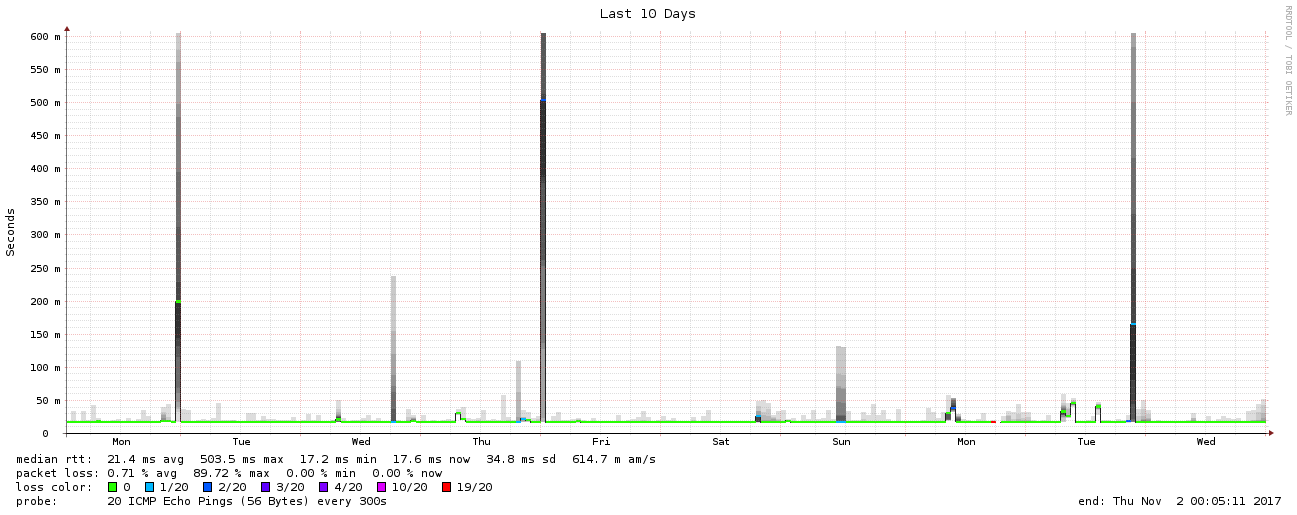 Last 10 Days
RRDTOOL / TOBI OETIKER
Seconds
600 m
550 m
500 m
450 m
400 m
350 m
300 m
250 m
200 m
150 m
100 m
50 m
0
Mon Tue Wed Thu Fri Sat Sun Mon Tue Wed
median rtt: 21.4 ms avg 503.5 ms max 17.2 ms min 17.6 ms now 34.8 ms sd 614.7 m am/s
packet loss: 0.71 % avg 89.72 % max 0.00 % min 0.00 % now
loss color: 0 1/20 2/20 3/20 4/20 10/20 19/20
probe: 20 ICMP Echo Pings (56 Bytes) every 300s end: Thu Nov 2 00:05:11 2017